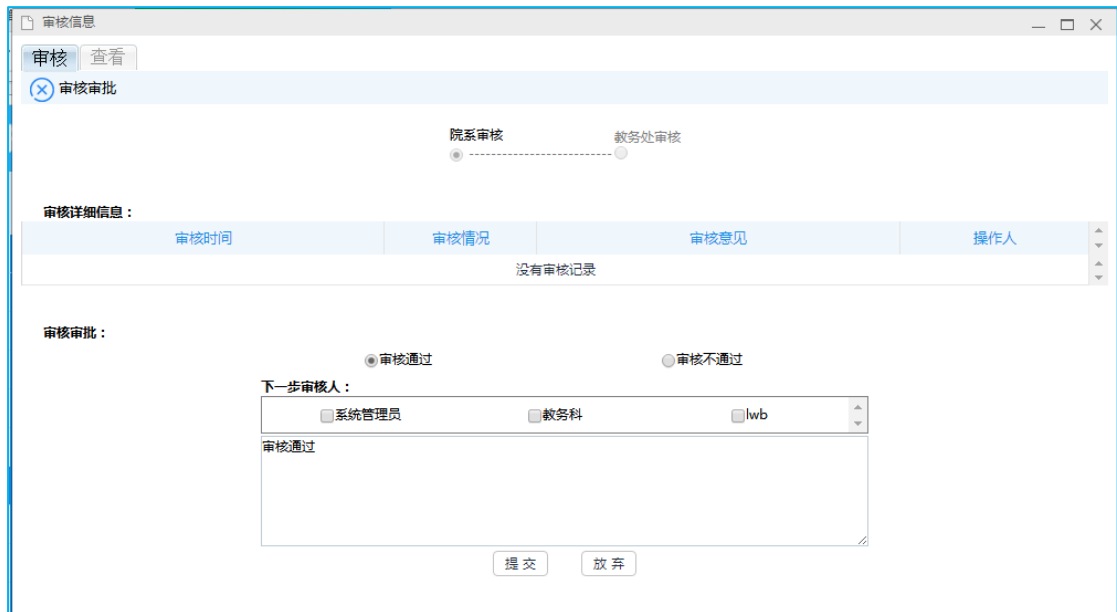 审核信息
审核 查看
审核审批
院系审核 教务处审核
审核详细信息：
审核时间 审核情况 审核意见 操作人
没有审核记录
审核审批：
审核通过 审核不通过
下一步审核人：
系统管理员 教务科 lwb
审核通过
提 交 放 弃